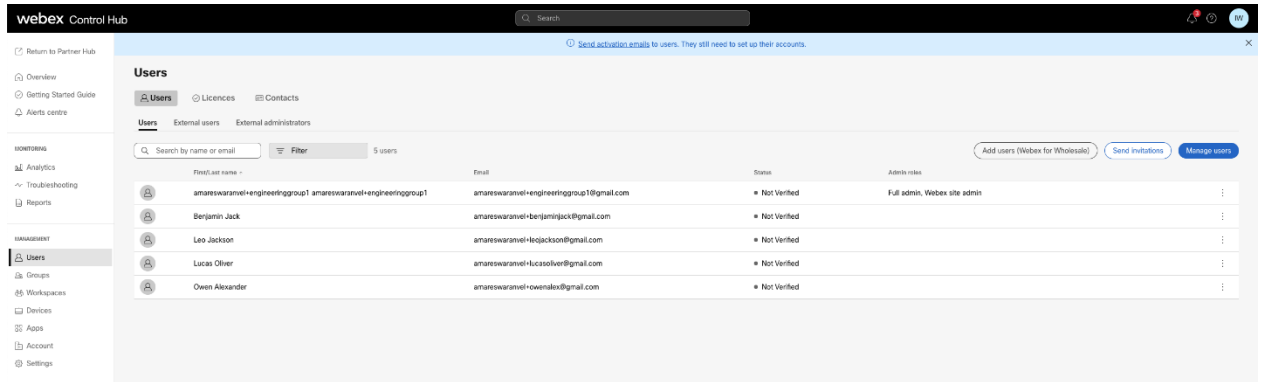 webex Control Hub
Search
3
IW
Return to Partner Hub
Send activation emails to users. They still need to set up their accounts.
Overview
Getting Started Guide
Alerts centre
MONITORING
Analytics
Troubleshooting
Reports
MANAGEMENT
Users
Groups
Workspaces
Devices
Apps
Account
Settings
Users
Users Licences Contacts
Users External users External administrators
Search by name or email Filter 5 users Add users (Webex for Wholesale) Send invitations Manage users
First/Last name Email Status Admin roles
amareswaranvel+engineeringgroup1 amareswaranvel+engineeringgroup1 amareswaranvel+engineeringgroup1@gmail.com Not Verified Full admin, Webex site admin
Benjamin Jack amareswaranvel+benjaminjack@gmail.com Not Verified
Leo Jackson amareswaranvel+leojackson@gmail.com Not Verified
Lucas Oliver amareswaranvel+lucasoliver@gmail.com Not Verified
Owen Alexander amareswaranvel+owenalex@gmail.com Not Verified